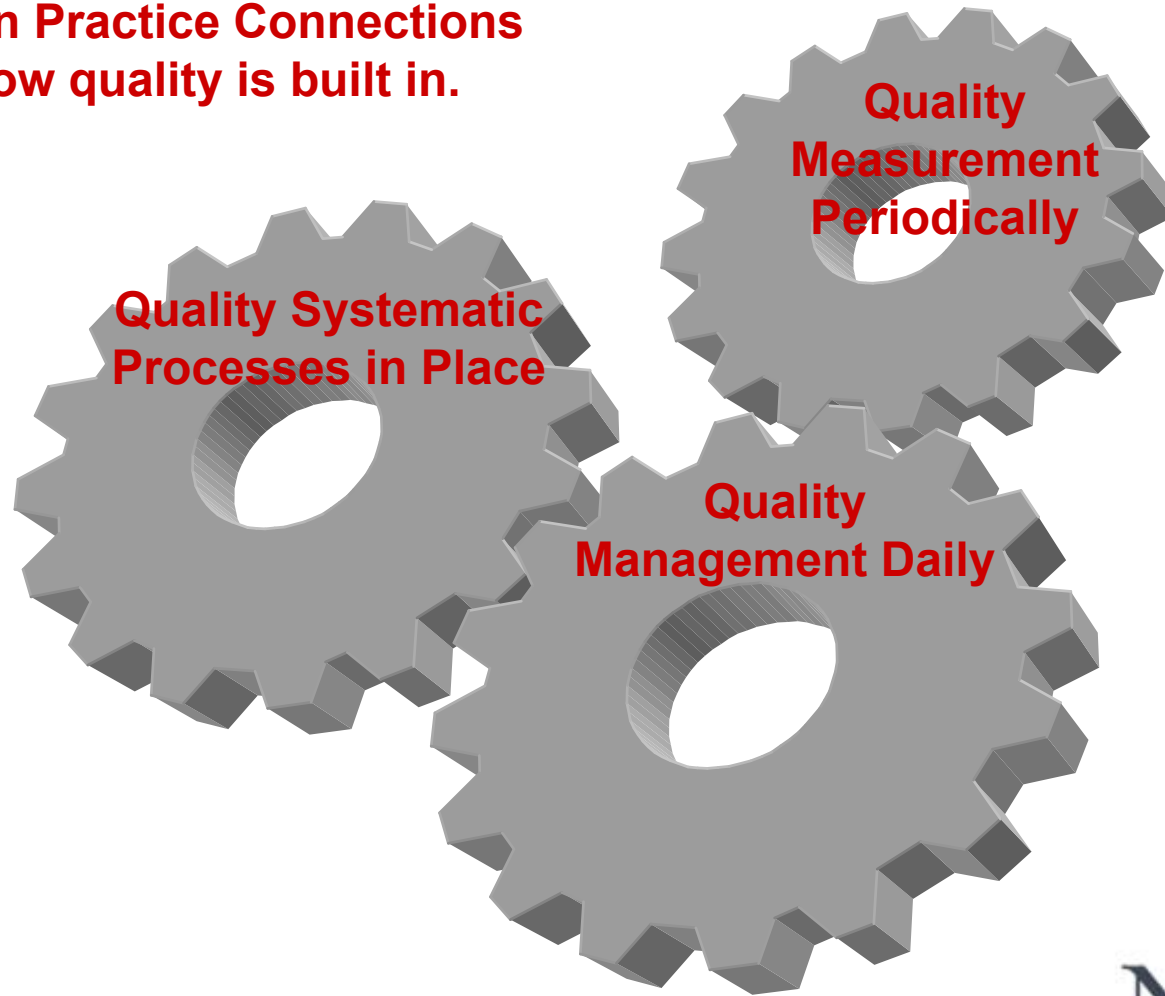 n Practice Connections
ow quality is built in.
Quality
Measurement
Periodically
Quality Systematic
Processes in Place
Quality
Management Daily
N